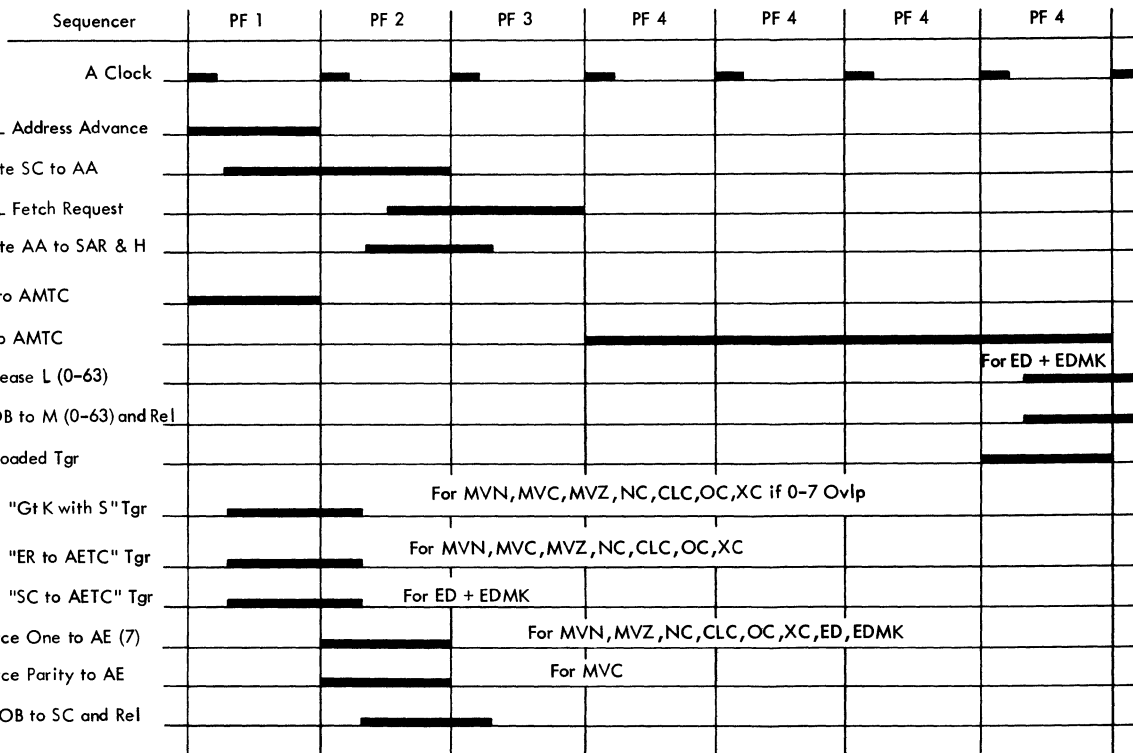 Sequencer PF 1 PF 2 PF 3 PF 4 PF 4 PF 4 PF 4
A Clock
L Address Advance
te SC to AA
L Fetch Request
te AA to SAR & H
to AMTC
o AMTC
For ED + EDMK
ease L (0-63)
OB to M (0-63) and Rel
oaded Tgr
For MVN, MVC, MVZ, NC, CLC, OC, XC if 0-7 Ovlp
"Gt K with S" Tgr
For MVN, MVC, MVZ, NC, CLC, OC, XC
"ER to AETC" Tgr
"SC to AETC" Tgr For ED + EDMK
ce One to AE (7) For MVN, MVZ, NC, CLC, OC, XC, ED, EDMK
ce Parity to AE For MVC
OB to SC and Rel